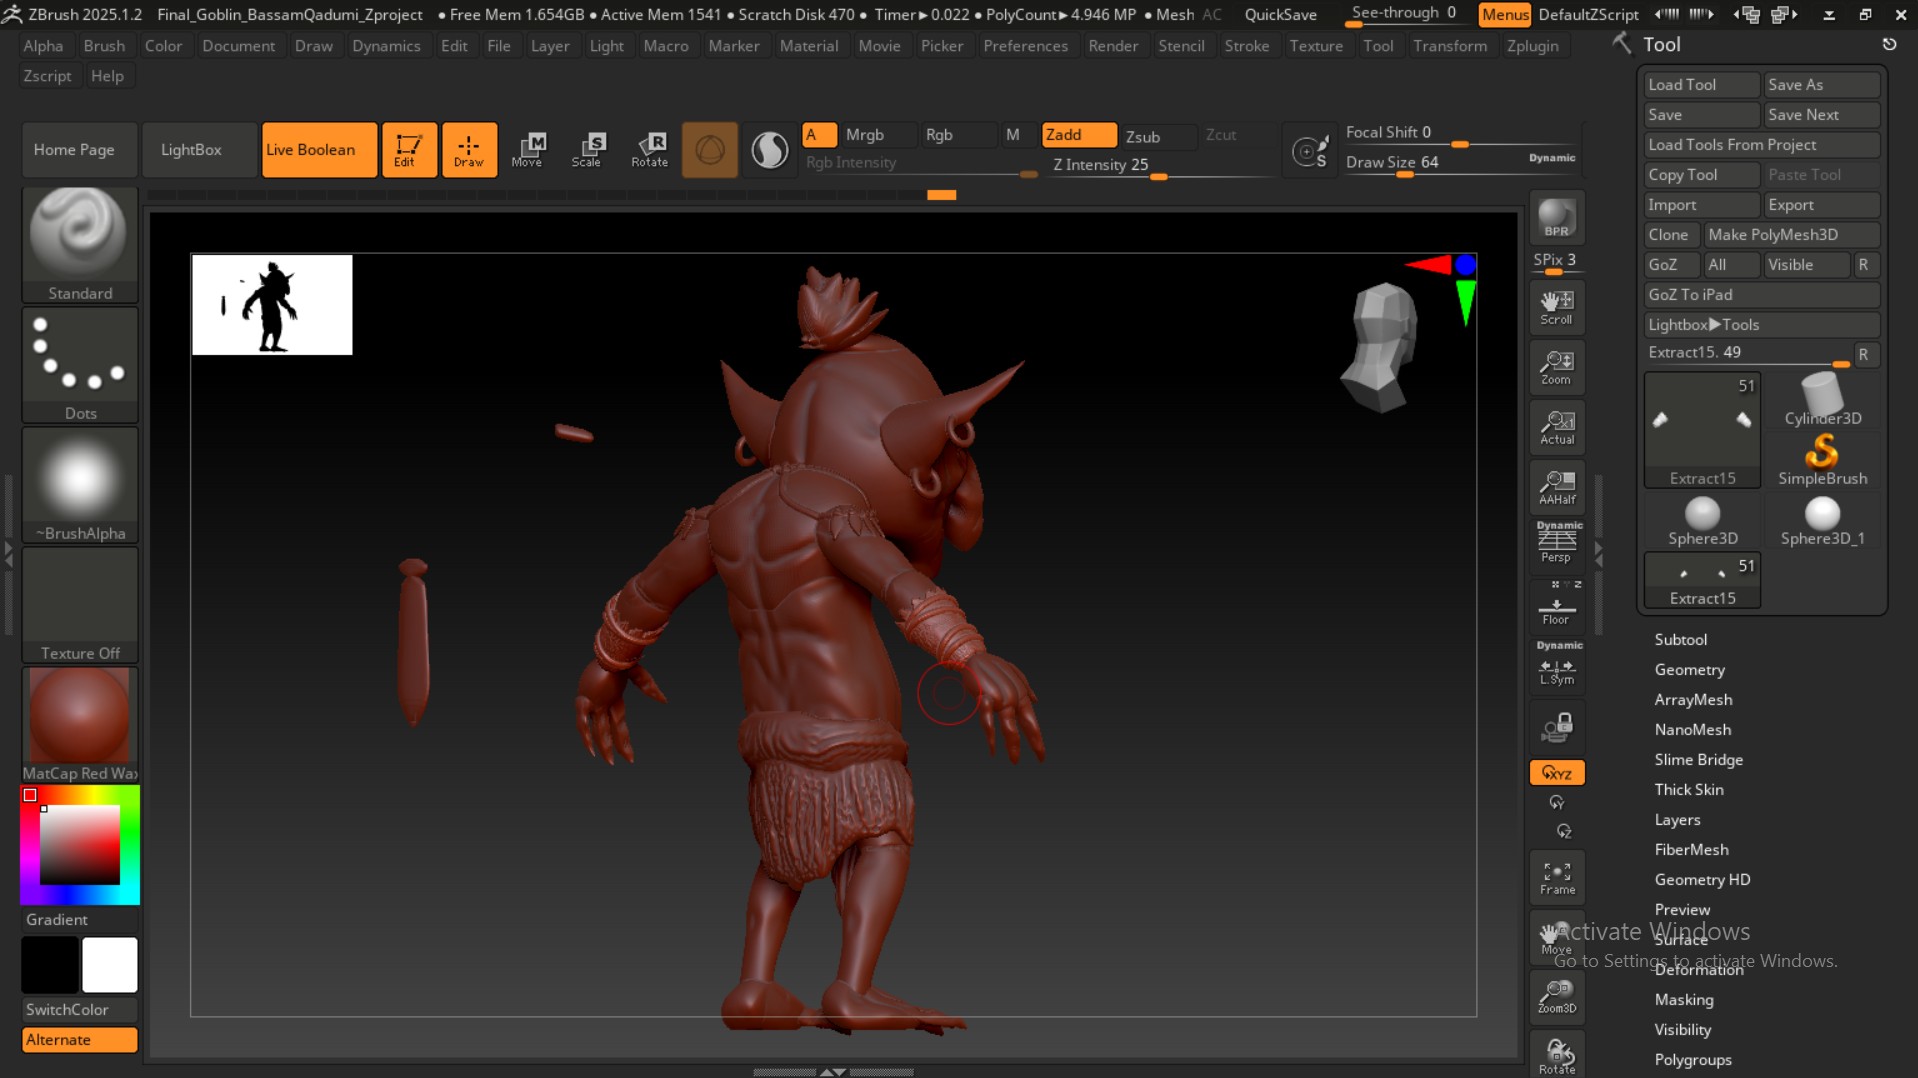 ZBrush 2025.1.2 Final_Goblin_BassamQadumi_Zproject ● Free Mem 1.654GB ● Active Mem 1541 ● Scratch Disk 470 ● Timer▶0.022 ● PolyCount▶4.946 MP ● Mesh AC QuickSave See-through 0 Menus DefaultZScript
Alpha Brush Color Document Draw Dynamics Edit File Layer Light Macro Marker Material Movie Picker Preferences Render Stencil Stroke Texture Tool Transform Zplugin
Zscript Help
Home Page LightBox Live Boolean Edit Draw Move Scale Rotate
A Mrgb Rgb M Zadd Zsub Zcut
Rgb Intensity Z Intensity 25
Focal Shift 0
Draw Size 64 Dynamic
M
S
R
S
Standard
Dots
~BrushAlpha
Texture Off
MatCap Red Wax
Gradient
SwitchColor
Alternate
BPR
SPix 3
Scroll
Zoom
Actual
AAHalf
Dynamic
Persp
Floor
Dynamic
L.Sym
XYZ
Y
Z
Frame
Move
Zoom3D
Rotate
Tool
Load Tool Save As
Save Save Next
Load Tools From Project
Copy Tool Paste Tool
Import Export
Clone Make PolyMesh3D
GoZ All Visible R
GoZ To iPad
Lightbox▶Tools
Extract15. 49 R
51
Extract15
Cylinder3D
SimpleBrush
Sphere3D Sphere3D_1
51
Extract15
Subtool
Geometry
ArrayMesh
NanoMesh
Slime Bridge
Thick Skin
Layers
FiberMesh
Geometry HD
Preview
Surface
Deformation
Masking
Visibility
Polygroups
Activate Windows
Go to Settings to activate Windows.